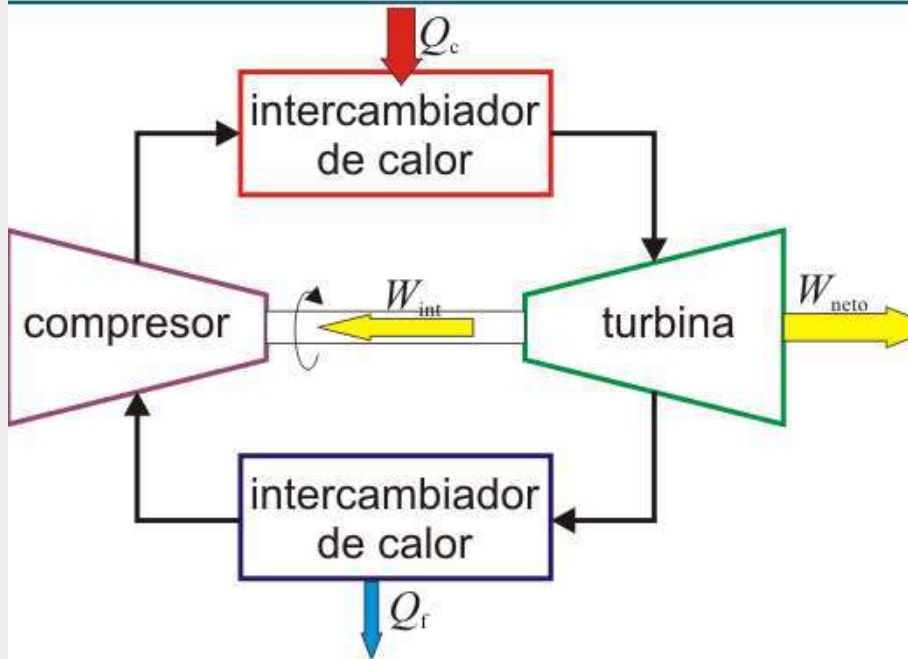 Qc
intercambiador
de calor
compresor
Wint
turbina
Wneto
intercambiador
de calor
Qf